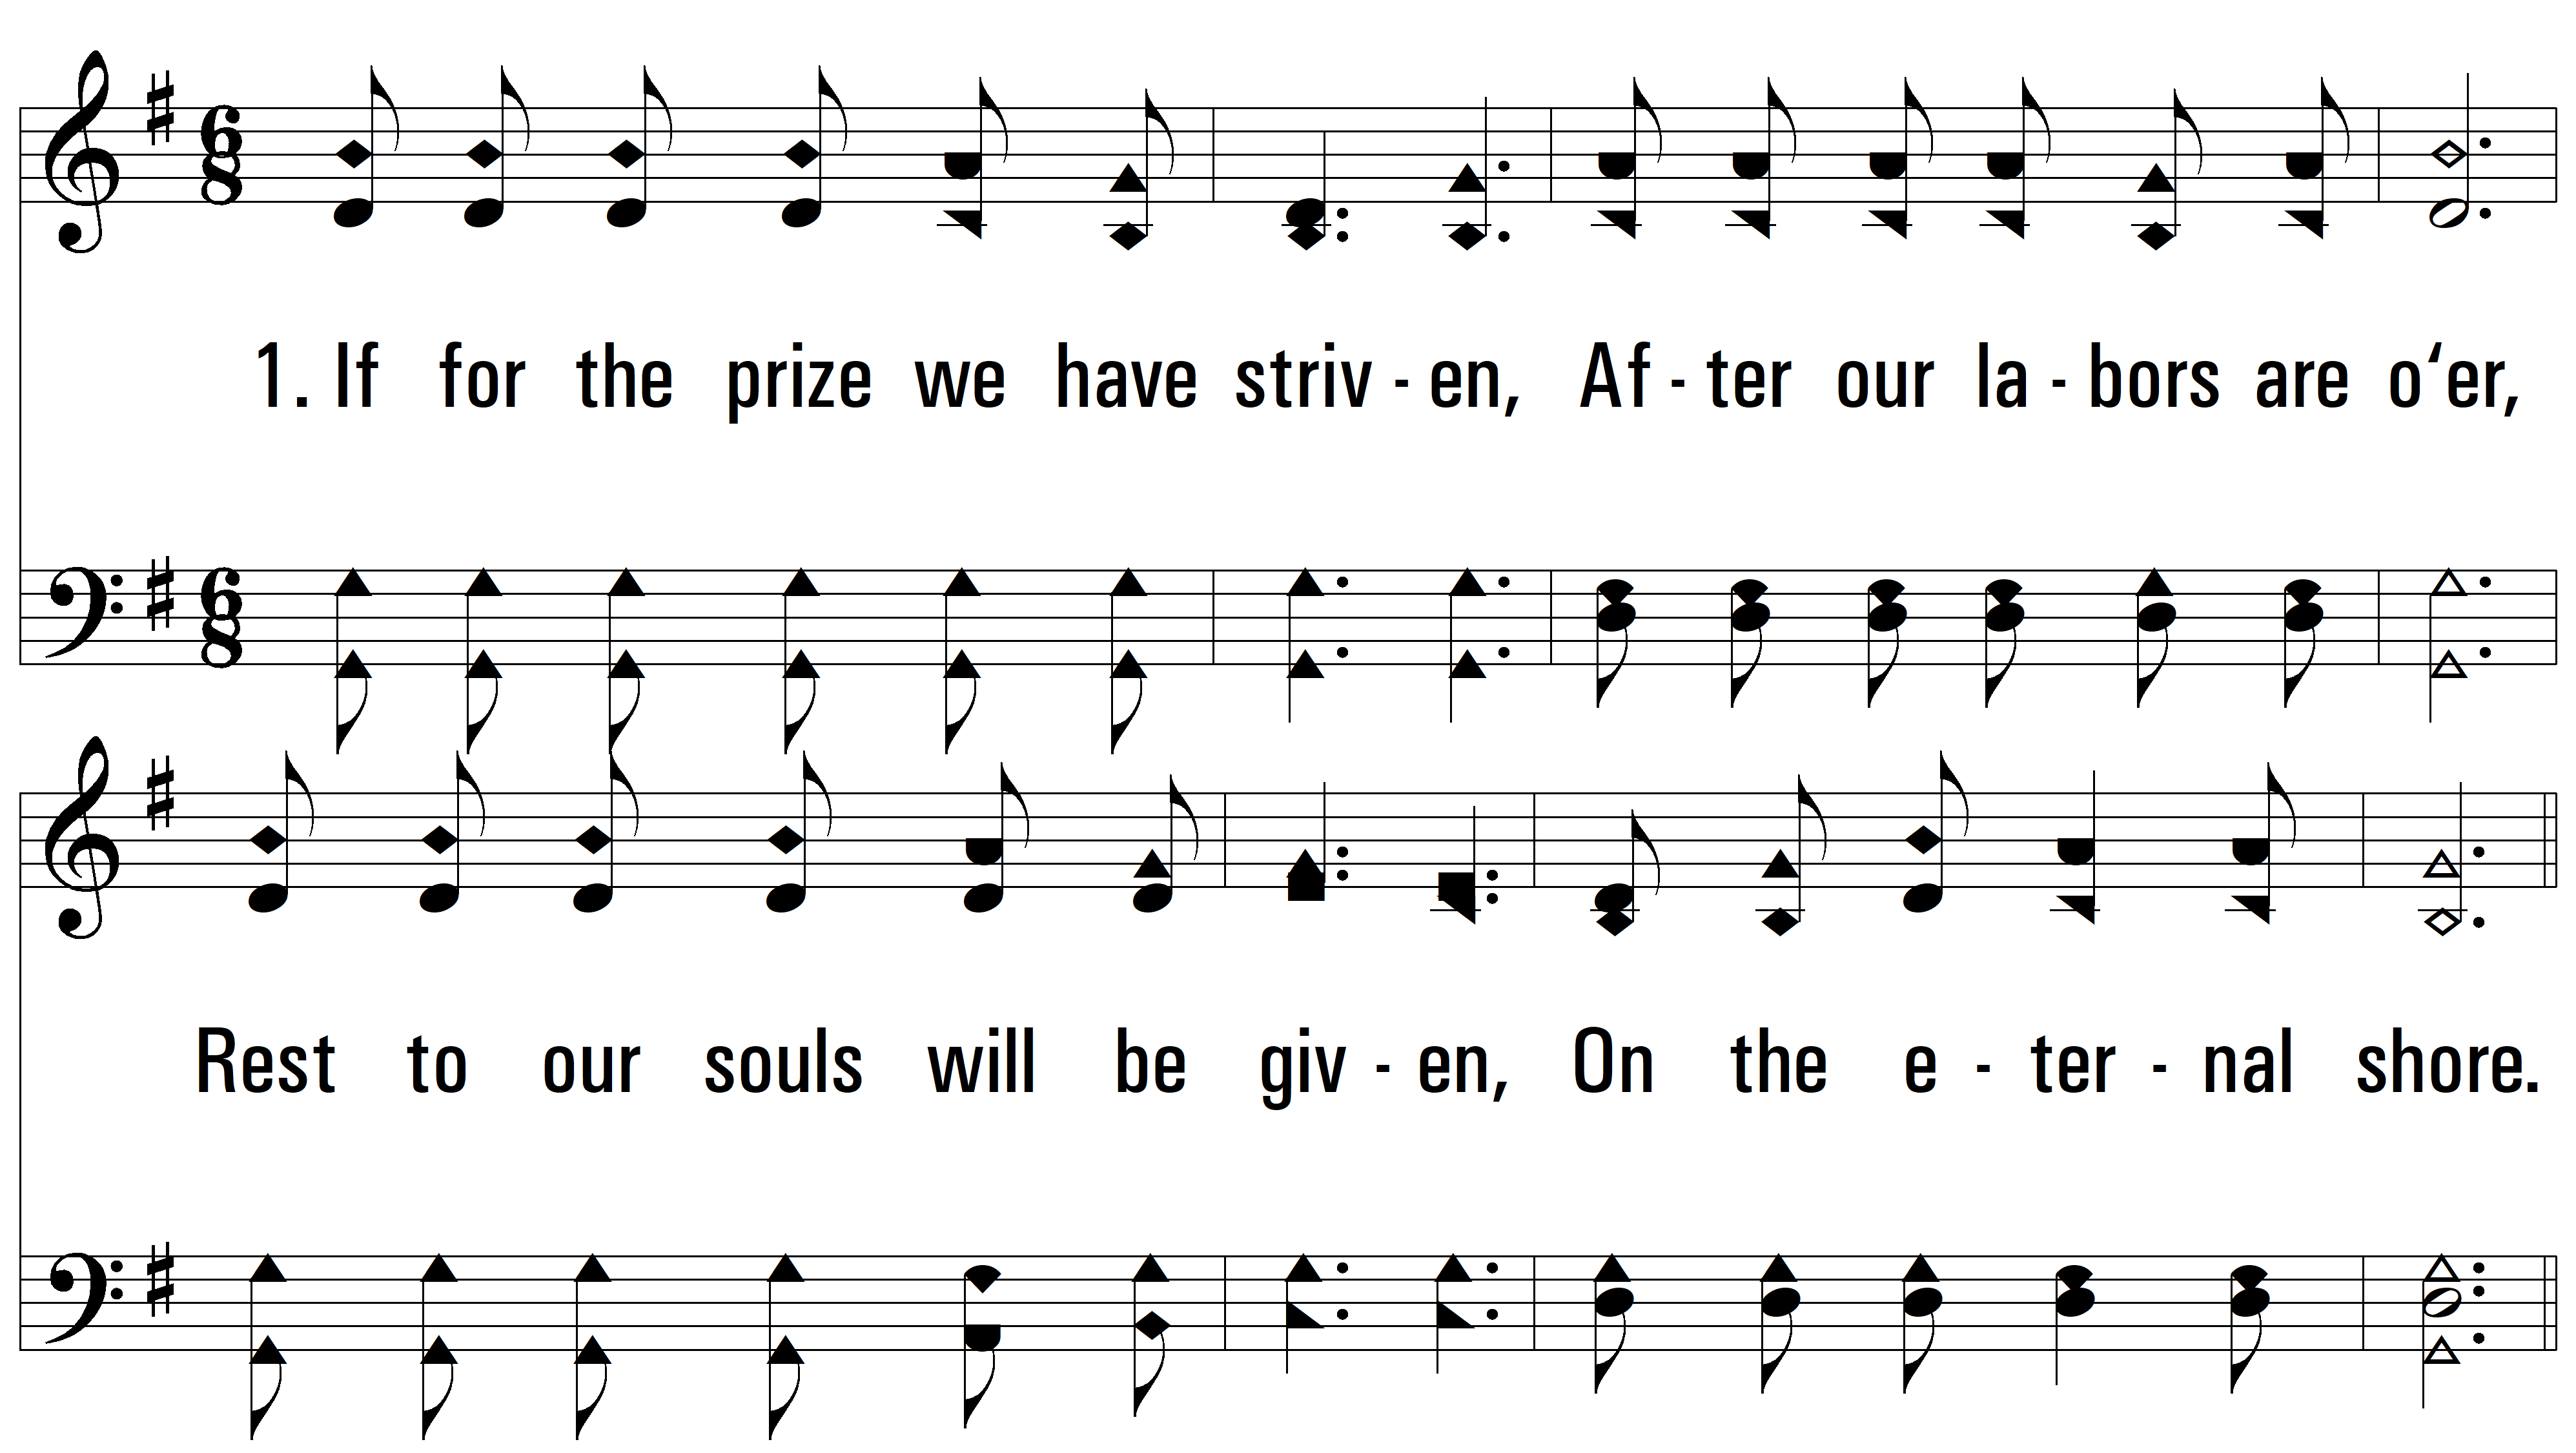 1. If for the prize we have striv - en, Af - ter our la - bors are o‘er,
Rest to our souls will be giv - en, On the e - ter - nal shore.